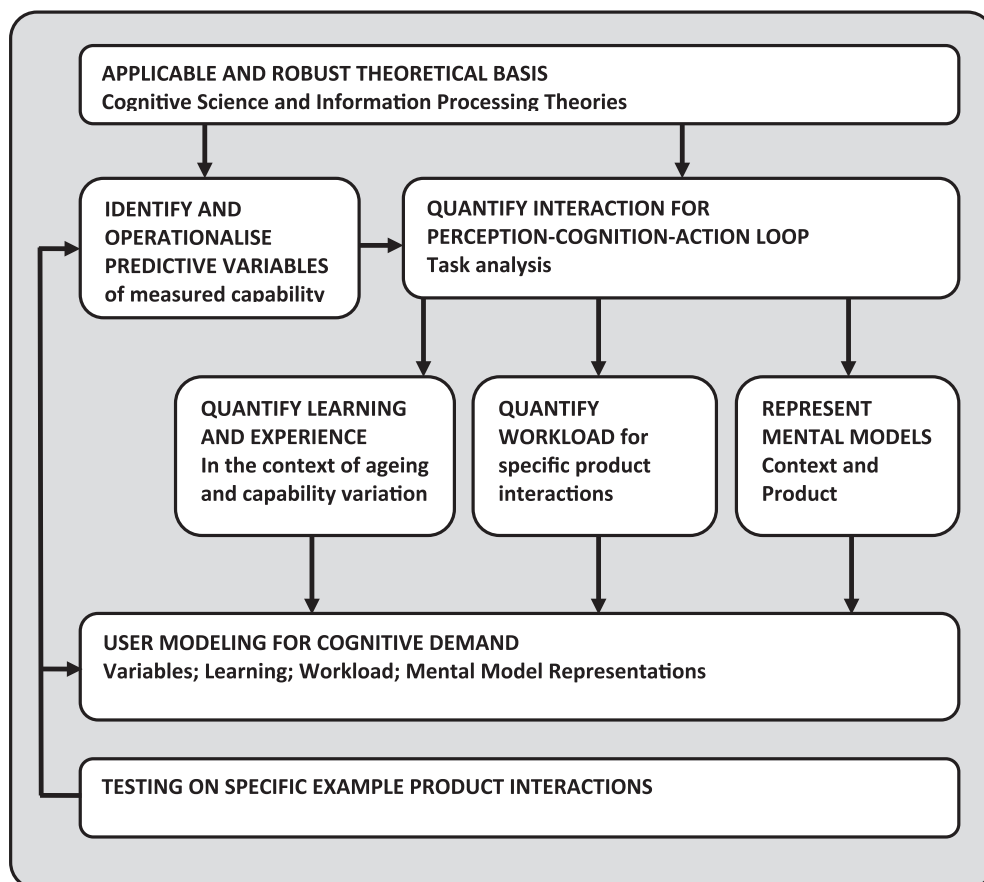 APPLICABLE AND ROBUST THEORETICAL BASIS
Cognitive Science and Information Processing Theories
IDENTIFY AND
OPERATIONALISE
PREDICTIVE VARIABLES
of measured capability
QUANTIFY INTERACTION FOR
PERCEPTION-COGNITION-ACTION LOOP
Task analysis
QUANTIFY LEARNING
AND EXPERIENCE
In the context of ageing
and capability variation
QUANTIFY
WORKLOAD for
specific product
interactions
REPRESENT
MENTAL MODELS
Context and
Product
USER MODELING FOR COGNITIVE DEMAND
Variables; Learning; Workload; Mental Model Representations
TESTING ON SPECIFIC EXAMPLE PRODUCT INTERACTIONS